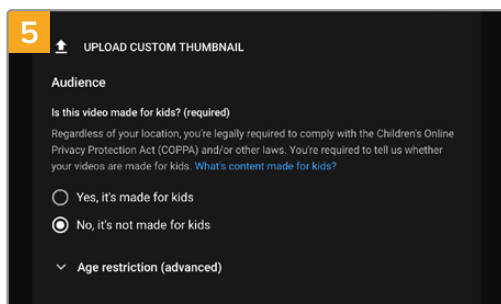 5
UPLOAD CUSTOM THUMBNAIL
Audience
Is this video made for kids? (required)
Regardless of your location, you're legally required to comply with the Children's Online
Privacy Protection Act (COPPA) and/or other laws. You're required to tell us whether
your videos are made for kids. What's content made for kids?
Yes, it's made for kids
No, it's not made for kids
Age restriction (advanced)